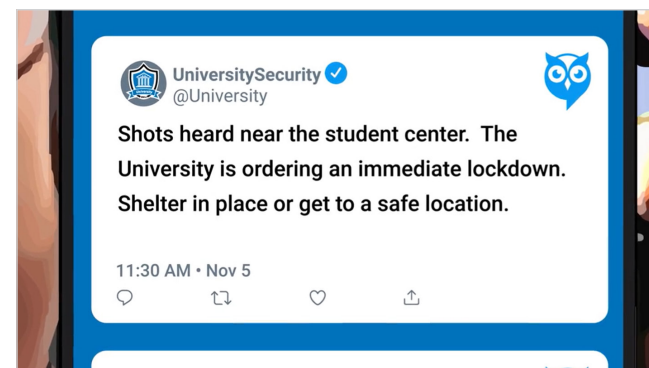 UniversitySecurity
@University
Shots heard near the student center. The
University is ordering an immediate lockdown.
Shelter in place or get to a safe location.
11:30 AM • Nov 5